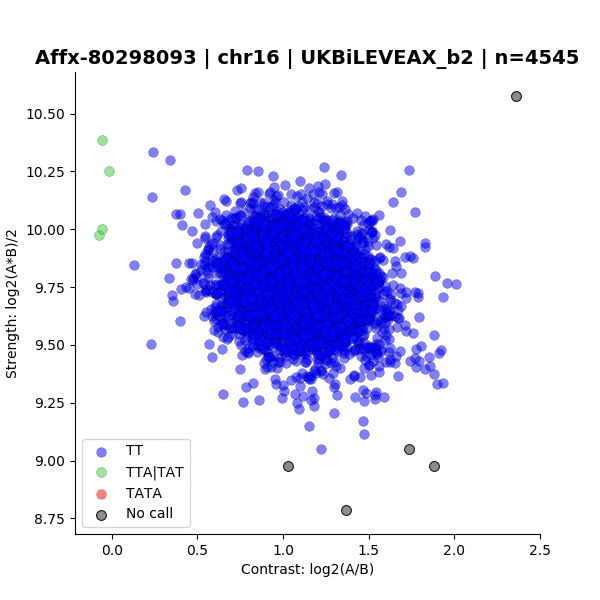 Affx-80298093 | chr16 | UKBiLEVEAX_b2 | n=4545
10.50
10.25
10.00
9.75
9.50
9.25
9.00
8.75
Strength: log2(A*B)/2
TT
TTA|TAT
TATA
No call
0.0 0.5 1.0 1.5 2.0 2.5
Contrast: log2(A/B)